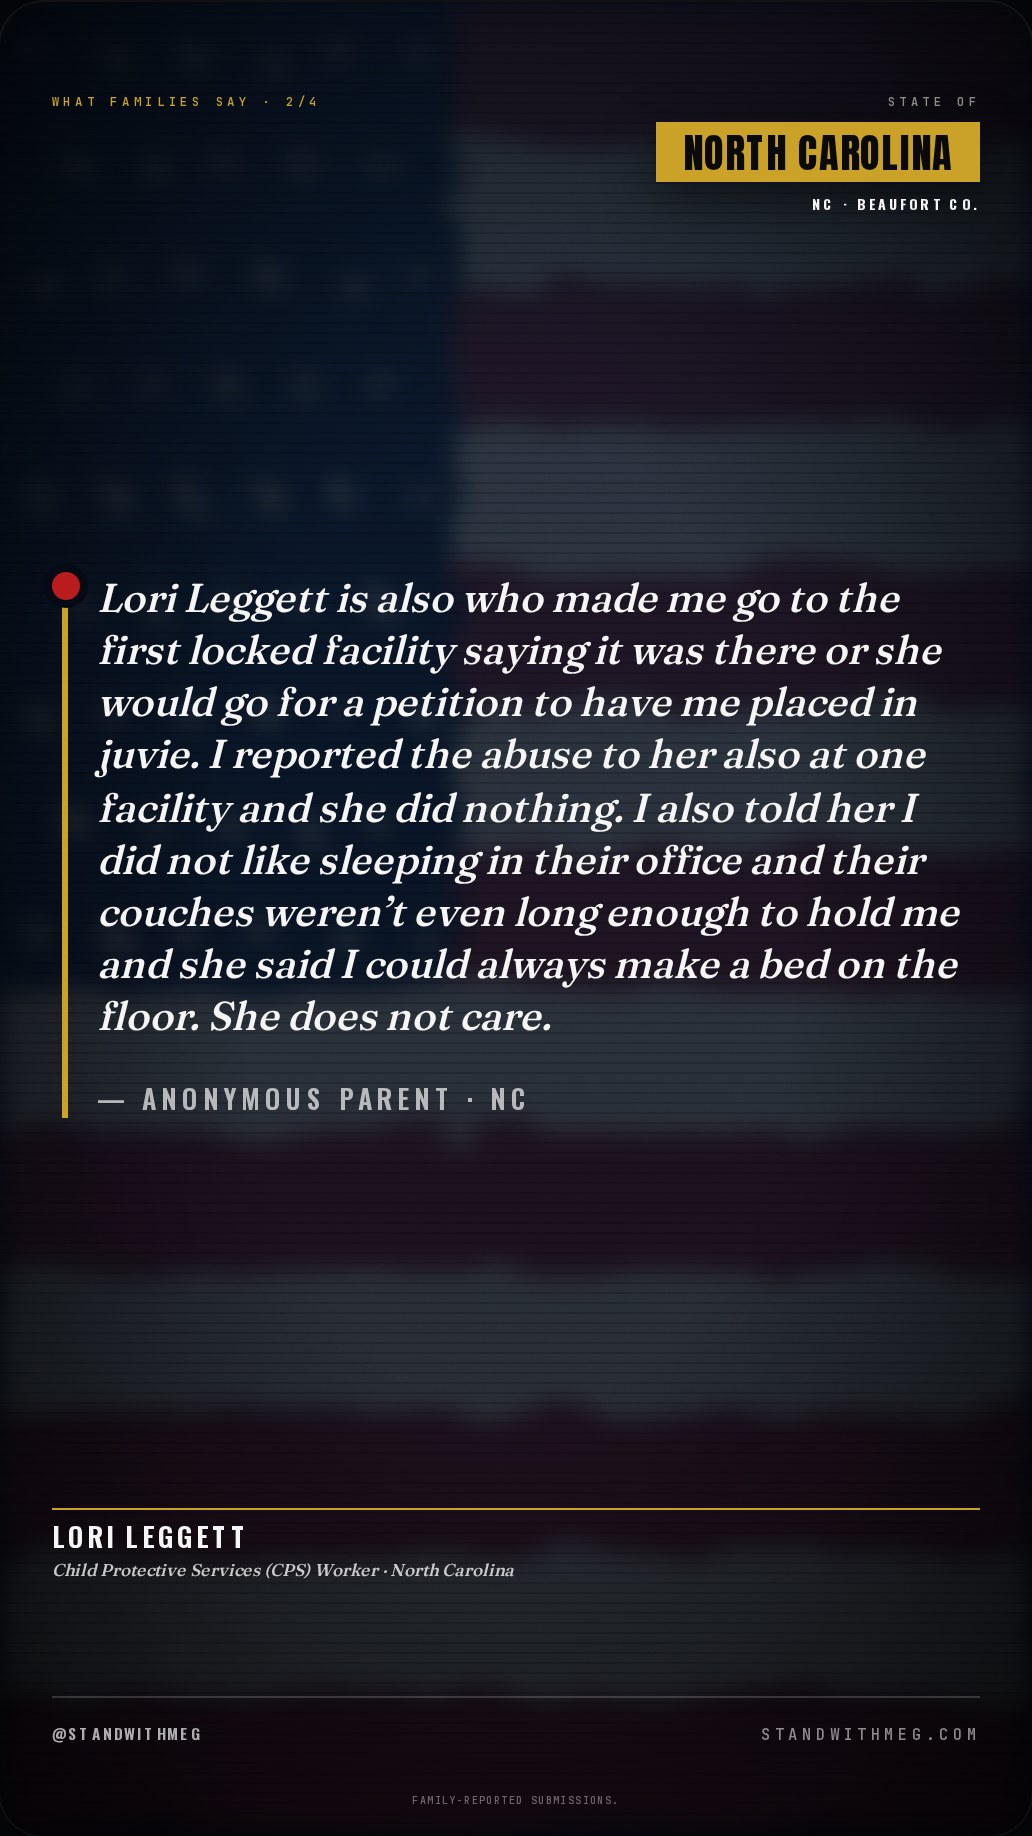 WHAT FAMILIES SAY · 2/4
STATE OF
NORTH CAROLINA
NC · BEAUFORT CO.
Lori Leggett is also who made me go to the
first locked facility saying it was there or she
would go for a petition to have me placed in
juvie. I reported the abuse to her also at one
facility and she did nothing. I also told her I
did not like sleeping in their office and their
couches weren’t even long enough to hold me
and she said I could always make a bed on the
floor. She does not care.
— ANONYMOUS PARENT · NC
LORI LEGGETT
Child Protective Services (CPS) Worker · North Carolina
@STANDWITHMEG
STANDWITHMEG.COM
FAMILY-REPORTED SUBMISSIONS.